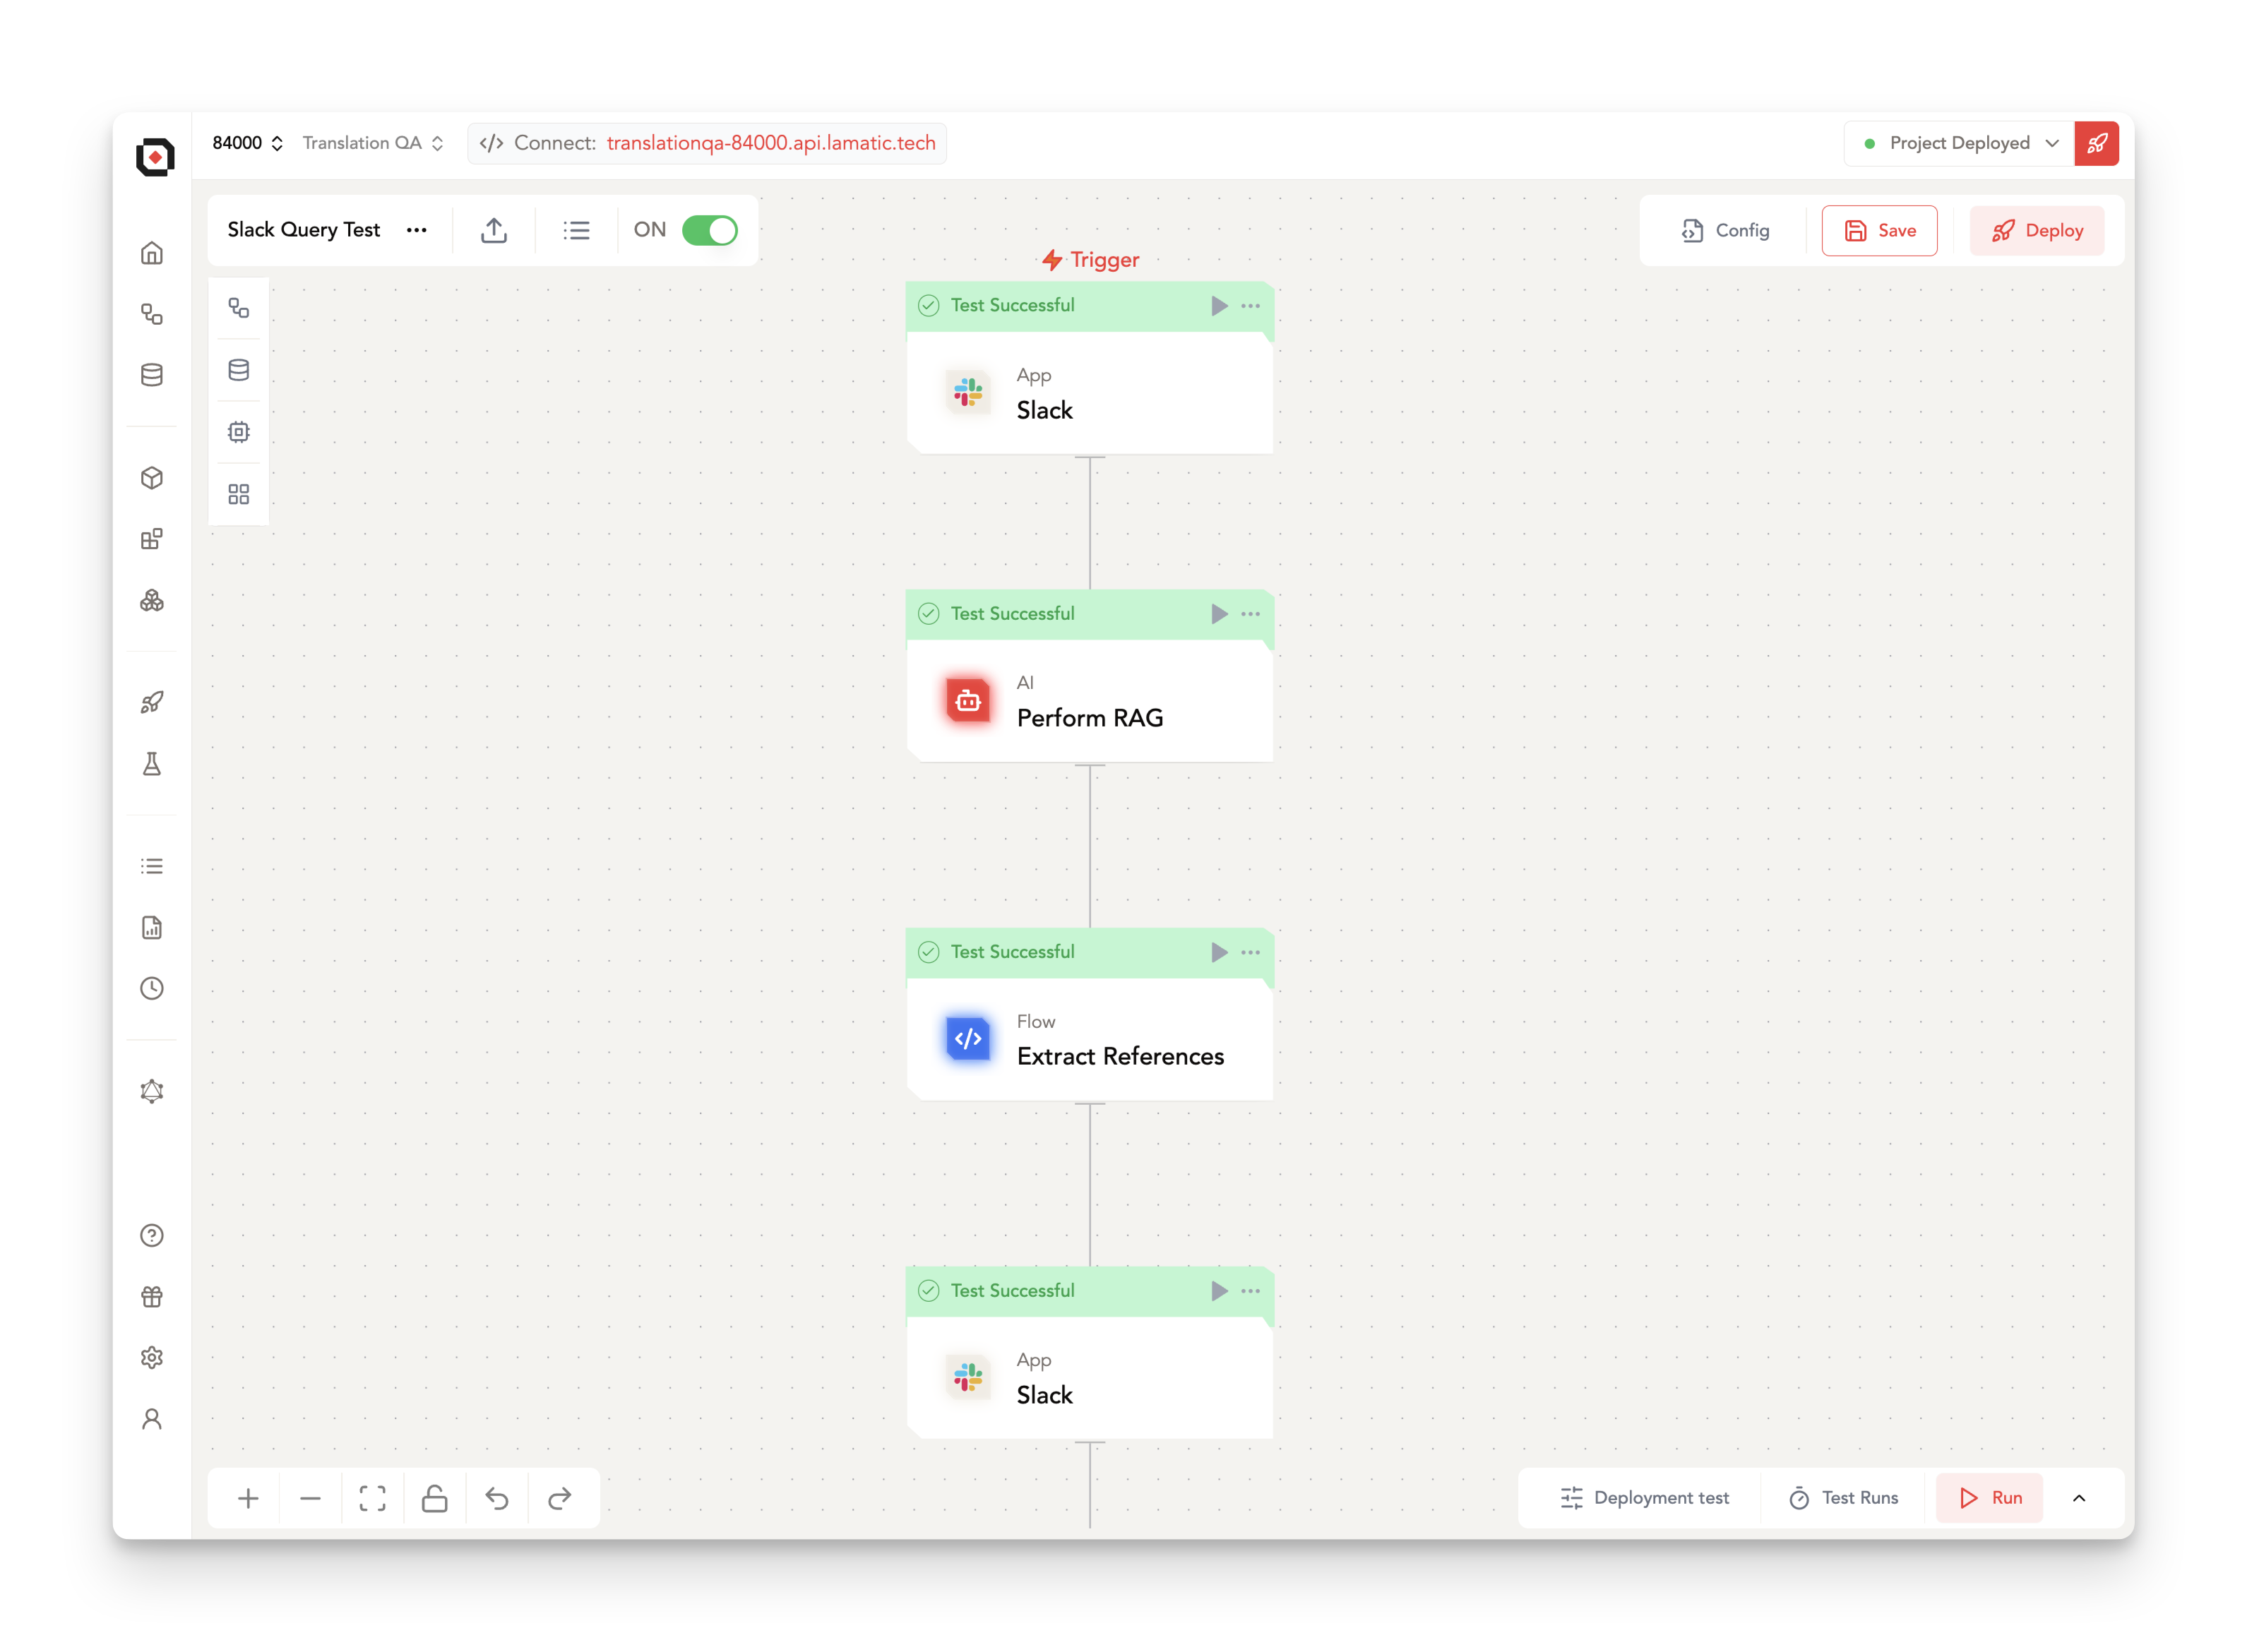 84000 Translation QA </> Connect: translationqa-84000.api.lamatic.tech Project Deployed
Slack Query Test ON Config Save Deploy
Trigger
Test Successful
App
Slack
Test Successful
AI
Perform RAG
Test Successful
Flow
Extract References
Test Successful
App
Slack
Deployment test Test Runs Run